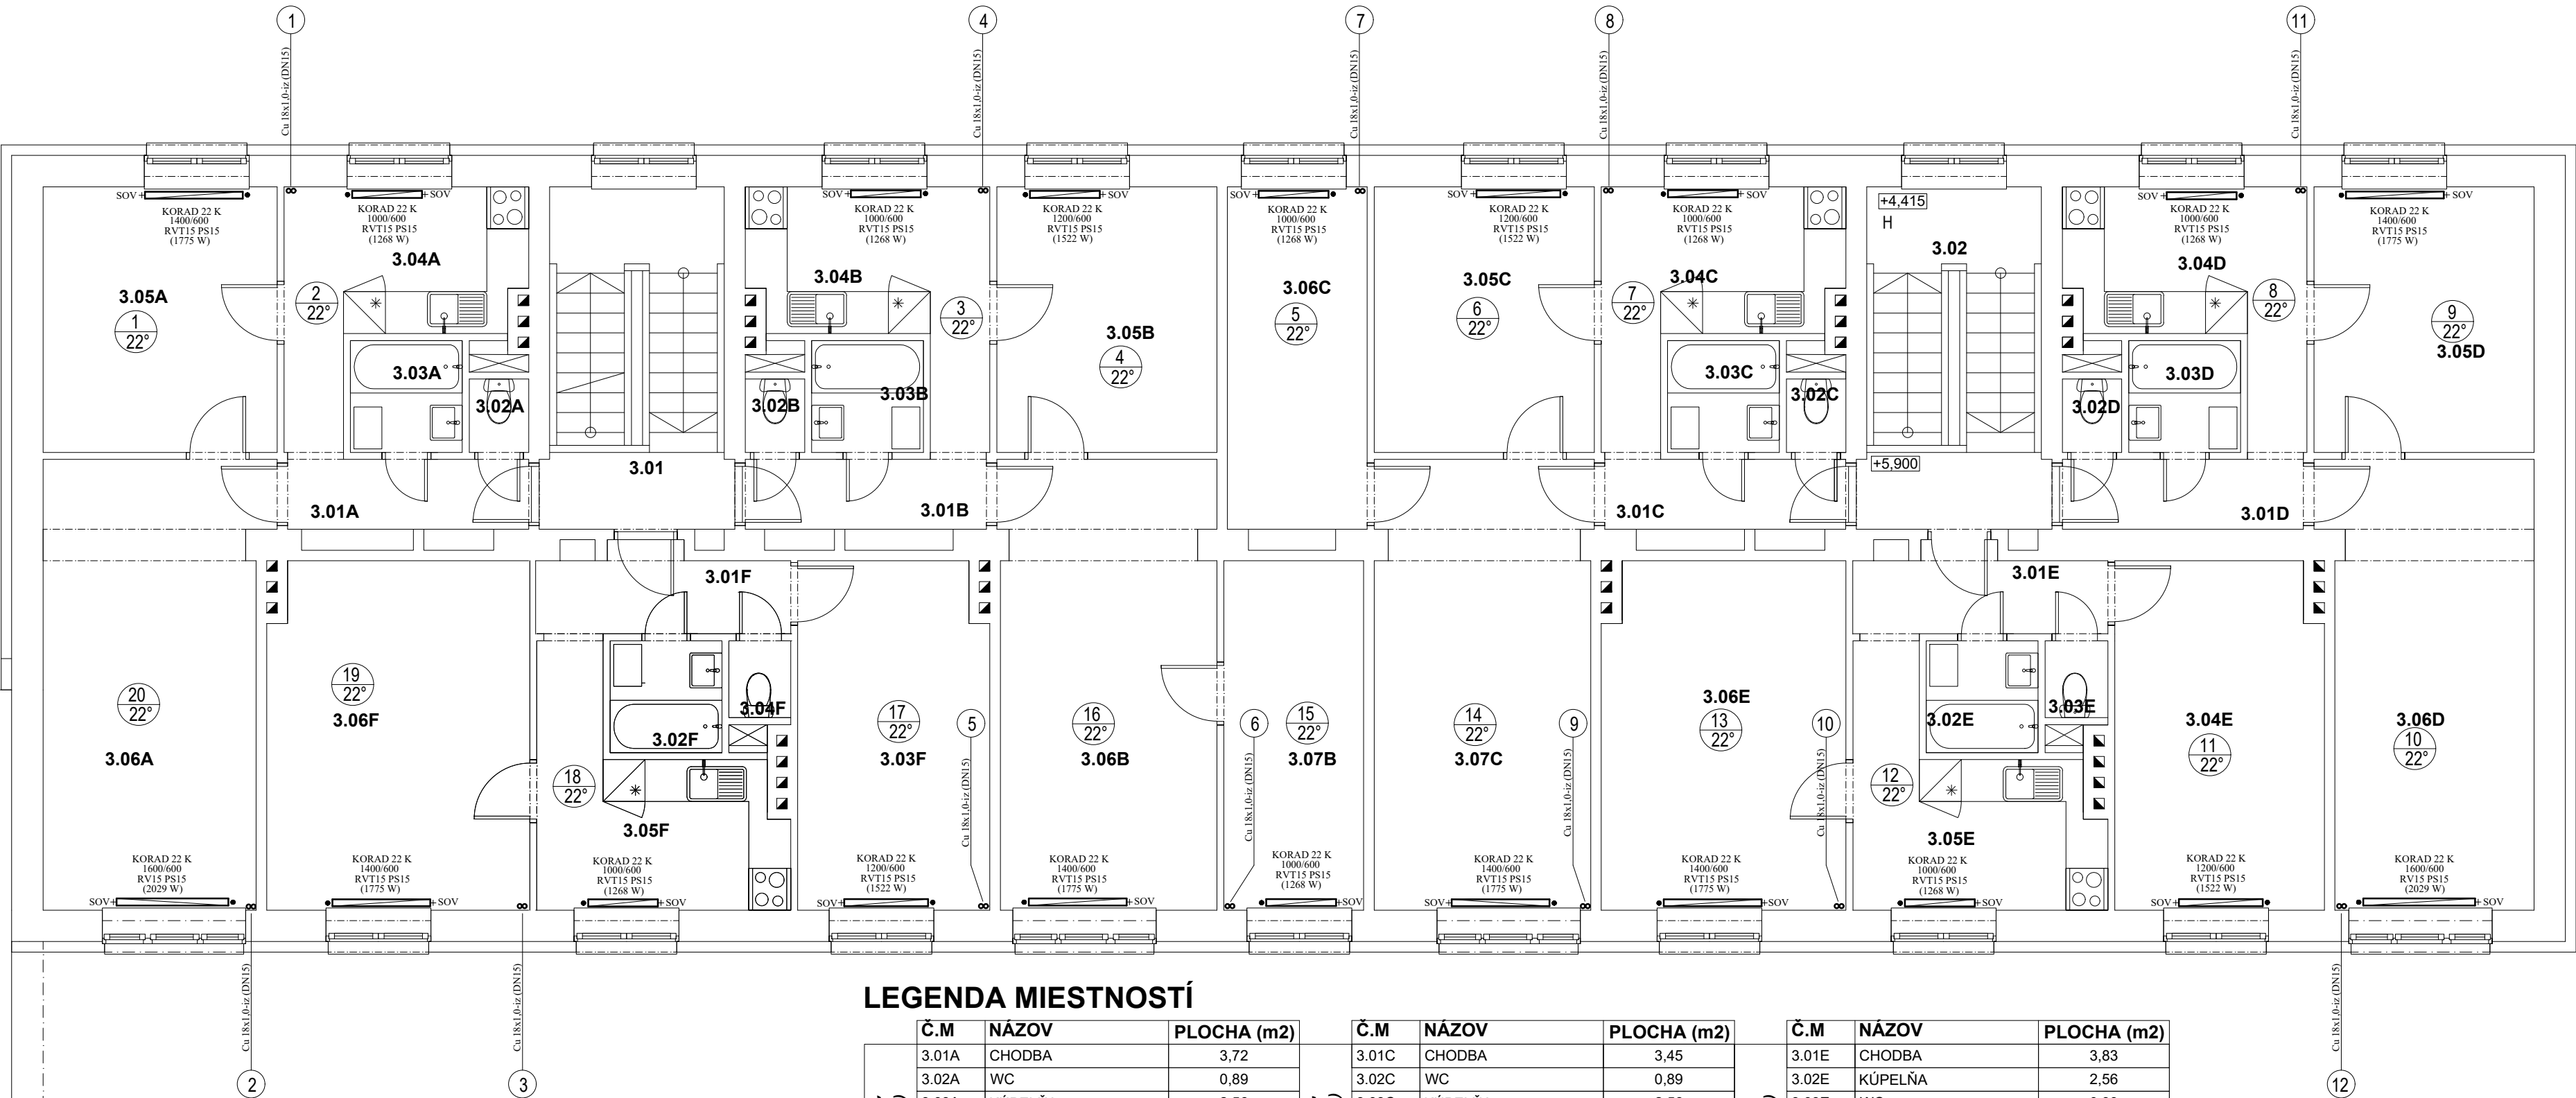 1
4
7
8
11
Cu 18x1,0-iz (DN15)
Cu 18x1,0-iz (DN15)
Cu 18x1,0-iz (DN15)
Cu 18x1,0-iz (DN15)
Cu 18x1,0-iz (DN15)
SOV
KORAD 22 K
1400/600
RVT15 PS15
(1775 W)
SOV
KORAD 22 K
1000/600
RVT15 PS15
(1268 W)
SOV
KORAD 22 K
1000/600
RVT15 PS15
(1268 W)
SOV
KORAD 22 K
1200/600
RVT15 PS15
(1522 W)
SOV
KORAD 22 K
1000/600
RVT15 PS15
(1268 W)
SOV
KORAD 22 K
1200/600
RVT15 PS15
(1522 W)
SOV
KORAD 22 K
1000/600
RVT15 PS15
(1268 W)
SOV
KORAD 22 K
1000/600
RVT15 PS15
(1268 W)
SOV
KORAD 22 K
1400/600
RVT15 PS15
(1775 W)
+4,415
H
3.02
3.05A
1
22°
2
22°
3.04A
3.03A
3.02A
3.01A
3.01
3.04B
3
22°
3.02B
3.03B
3.01B
3.05B
4
22°
3.06C
5
22°
3.05C
6
22°
7
22°
3.04C
3.03C
3.02C
3.01C
+5,900
3.04D
8
22°
3.02D
3.03D
3.01D
9
22°
3.05D
3.01F
3.01E
20
22°
3.06A
19
22°
3.06F
3.04F
3.02F
18
22°
3.05F
17
22°
3.03F
5
Cu 18x1,0-iz (DN15)
16
22°
3.06B
6
Cu 18x1,0-iz (DN15)
15
22°
3.07B
14
22°
3.07C
9
Cu 18x1,0-iz (DN15)
3.06E
13
22°
10
Cu 18x1,0-iz (DN15)
3.02E
3.03E
12
22°
3.05E
3.04E
11
22°
3.06D
10
22°
KORAD 22 K
1600/600
RV15 PS15
(2029 W)
SOV
KORAD 22 K
1400/600
RVT15 PS15
(1775 W)
SOV
KORAD 22 K
1000/600
RVT15 PS15
(1268 W)
SOV
KORAD 22 K
1200/600
RVT15 PS15
(1522 W)
SOV
KORAD 22 K
1400/600
RVT15 PS15
(1775 W)
SOV
KORAD 22 K
1000/600
RVT15 PS15
(1268 W)
SOV
KORAD 22 K
1400/600
RVT15 PS15
(1775 W)
SOV
KORAD 22 K
1400/600
RVT15 PS15
(1775 W)
SOV
KORAD 22 K
1000/600
RVT15 PS15
(1268 W)
SOV
KORAD 22 K
1200/600
RVT15 PS15
(1522 W)
SOV
KORAD 22 K
1600/600
RV15 PS15
(2029 W)
SOV
Cu 18x1,0-iz (DN15)
Cu 18x1,0-iz (DN15)
Cu 18x1,0-iz (DN15)
2
3
12
LEGENDA MIESTNOSTÍ
Č.M NÁZOV PLOCHA (m2)
3.01A CHODBA 3,72
3.02A WC 0,89
Č.M NÁZOV PLOCHA (m2)
3.01C CHODBA 3,45
3.02C WC 0,89
Č.M NÁZOV PLOCHA (m2)
3.01E CHODBA 3,83
3.02E KÚPELŇA 2,56